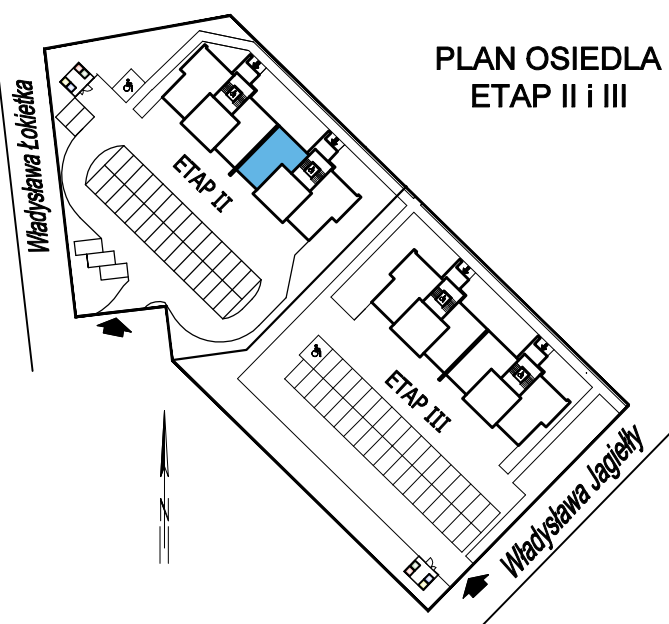 PLAN OSIEDLA
ETAP II i III
Władysława Łokietka
ETAP II
ETAP III
Władysława Jagiełły
N